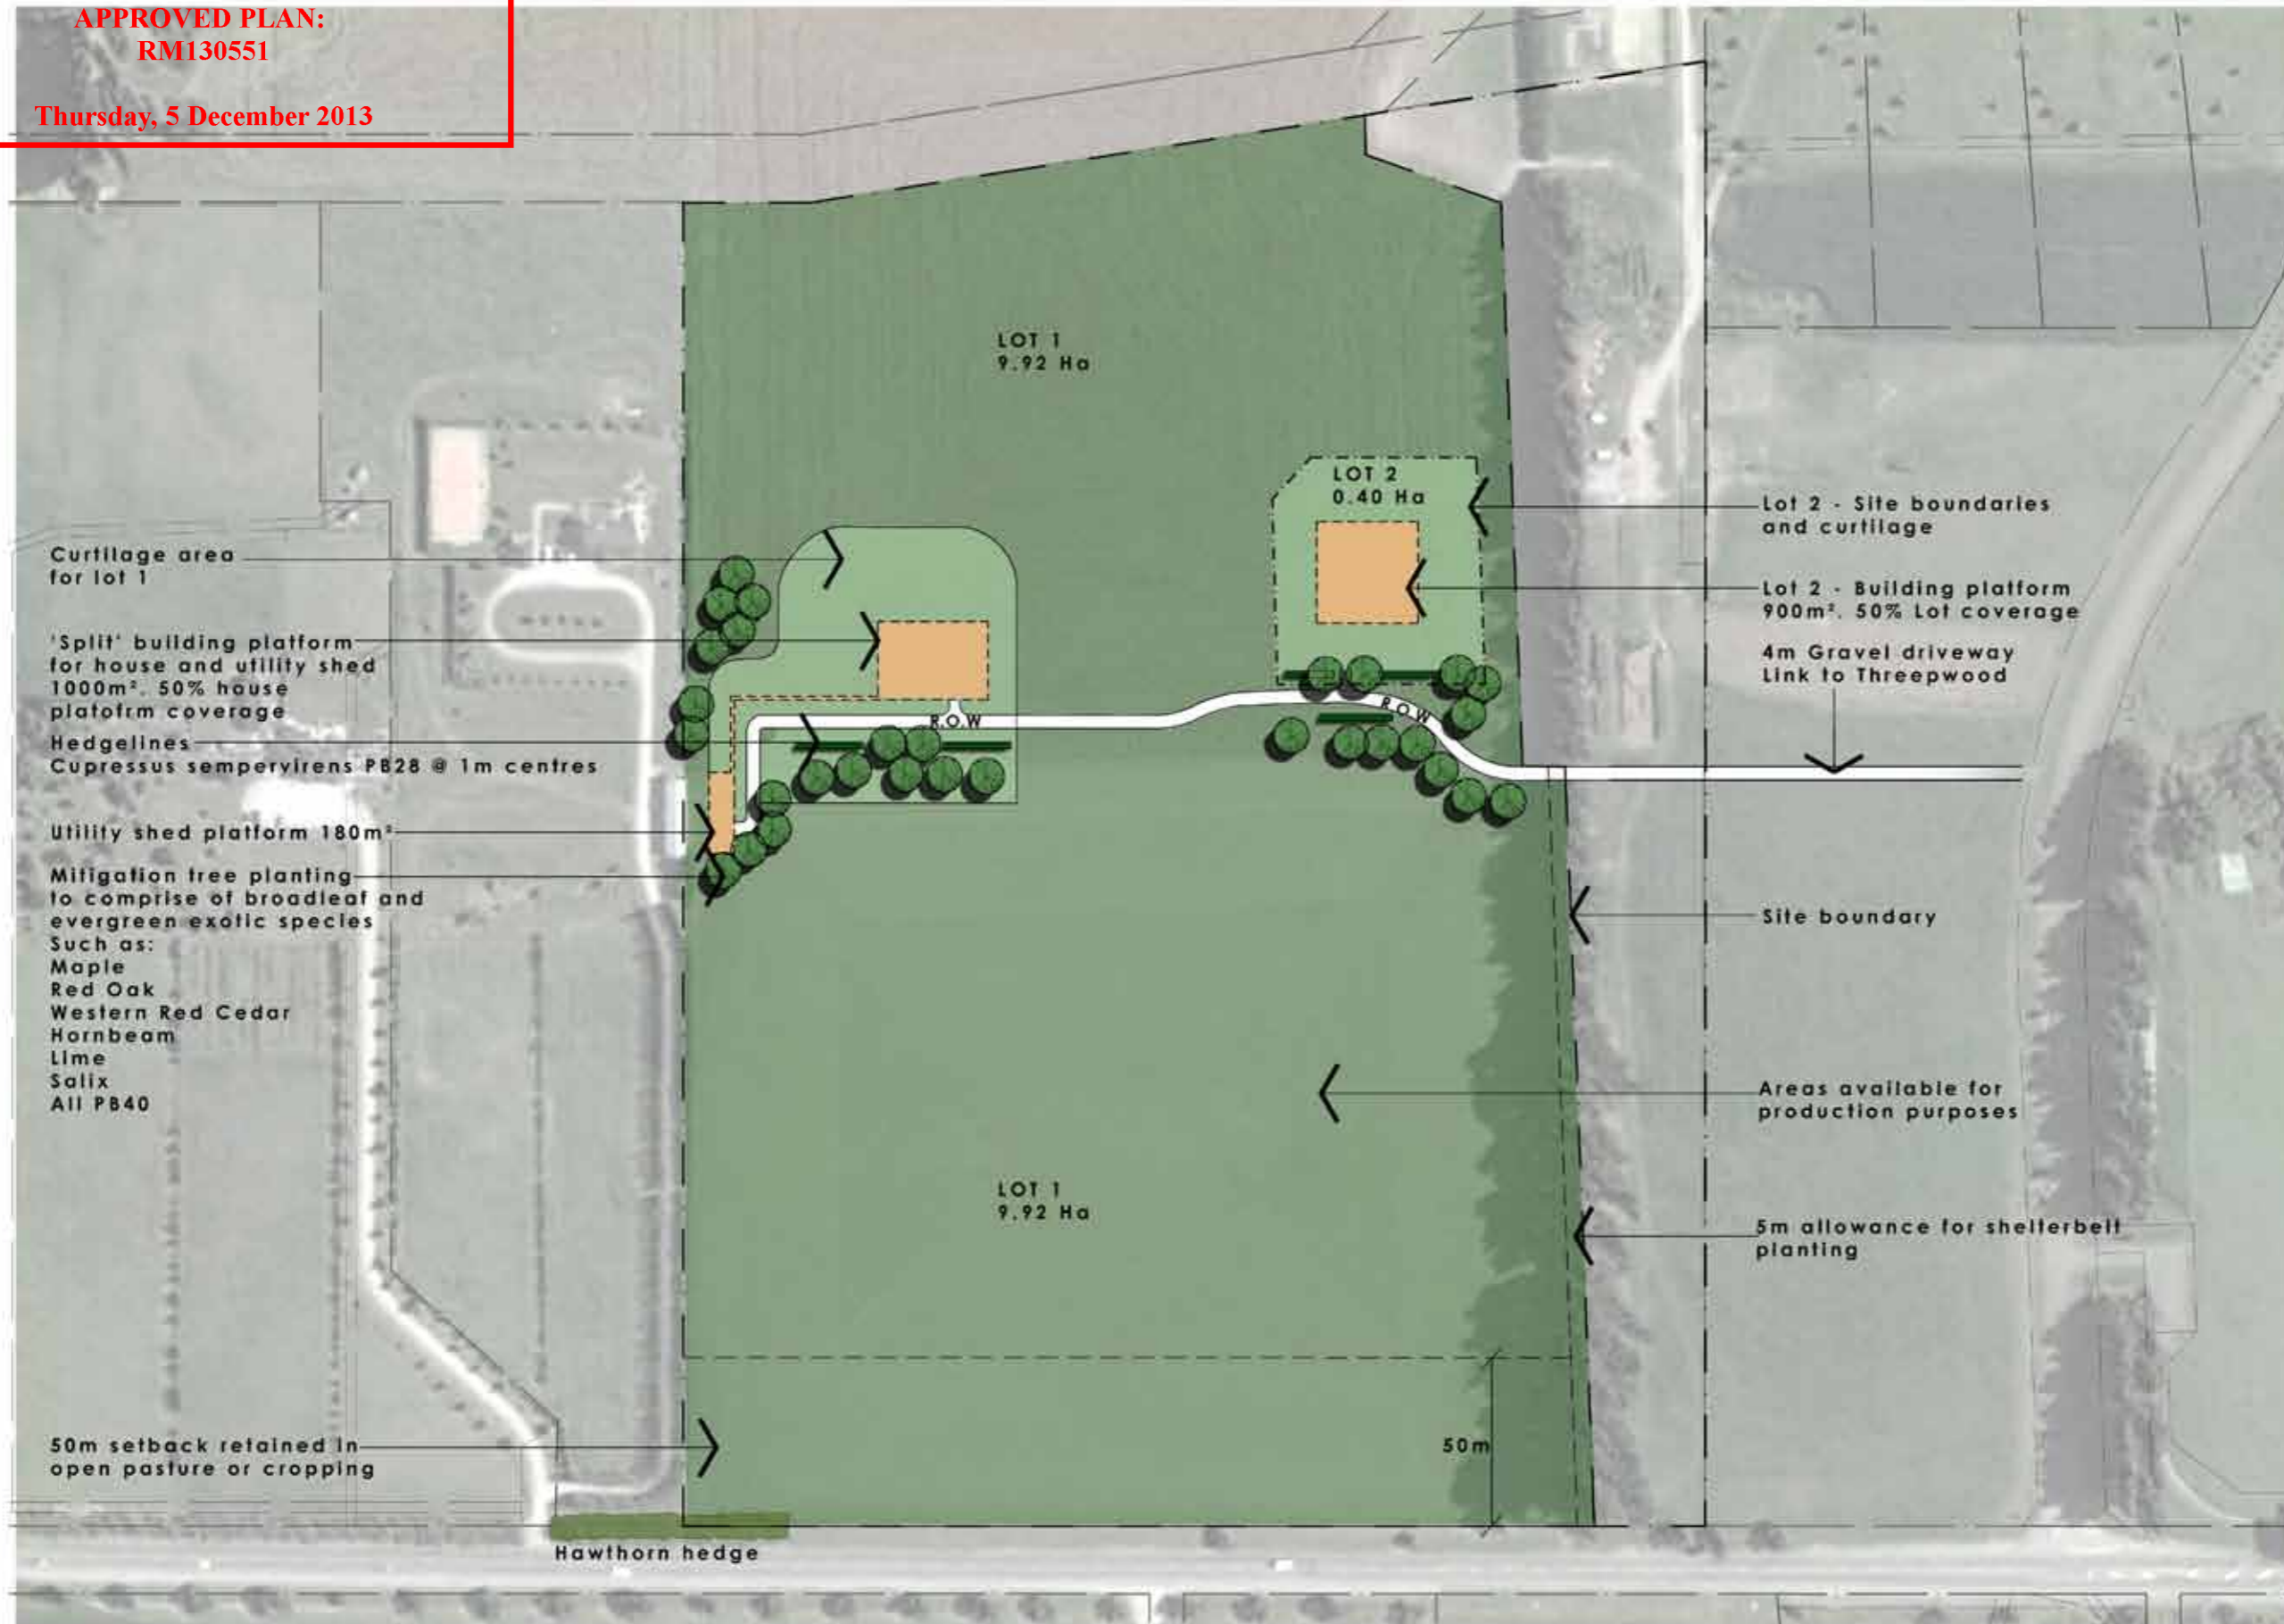 APPROVED PLAN:
RM130551
Thursday, 5 December 2013
LOT 1
9.92 Ha
LOT 2
0.40 Ha
Curtilage area
for lot 1
'Split' building platform
for house and utility shed
1000m². 50% house
platofrm coverage
Hedgelines
Cupressus sempervirens PB28 @ 1m centres
Utility shed platform 180m²
Mitigation tree planting
to comprise of broadleaf and
evergreen exotic species
Such as:
Maple
Red Oak
Western Red Cedar
Hornbeam
Lime
Salix
All PB40
50m setback retained in
open pasture or cropping
R.O.W
R.O.W
Lot 2 - Site boundaries
and curtilage
Lot 2 - Building platform
900m². 50% Lot coverage
4m Gravel driveway
Link to Threepwood
Site boundary
Areas available for
production purposes
LOT 1
9.92 Ha
5m allowance for shelterbelt
planting
50m
Hawthorn hedge